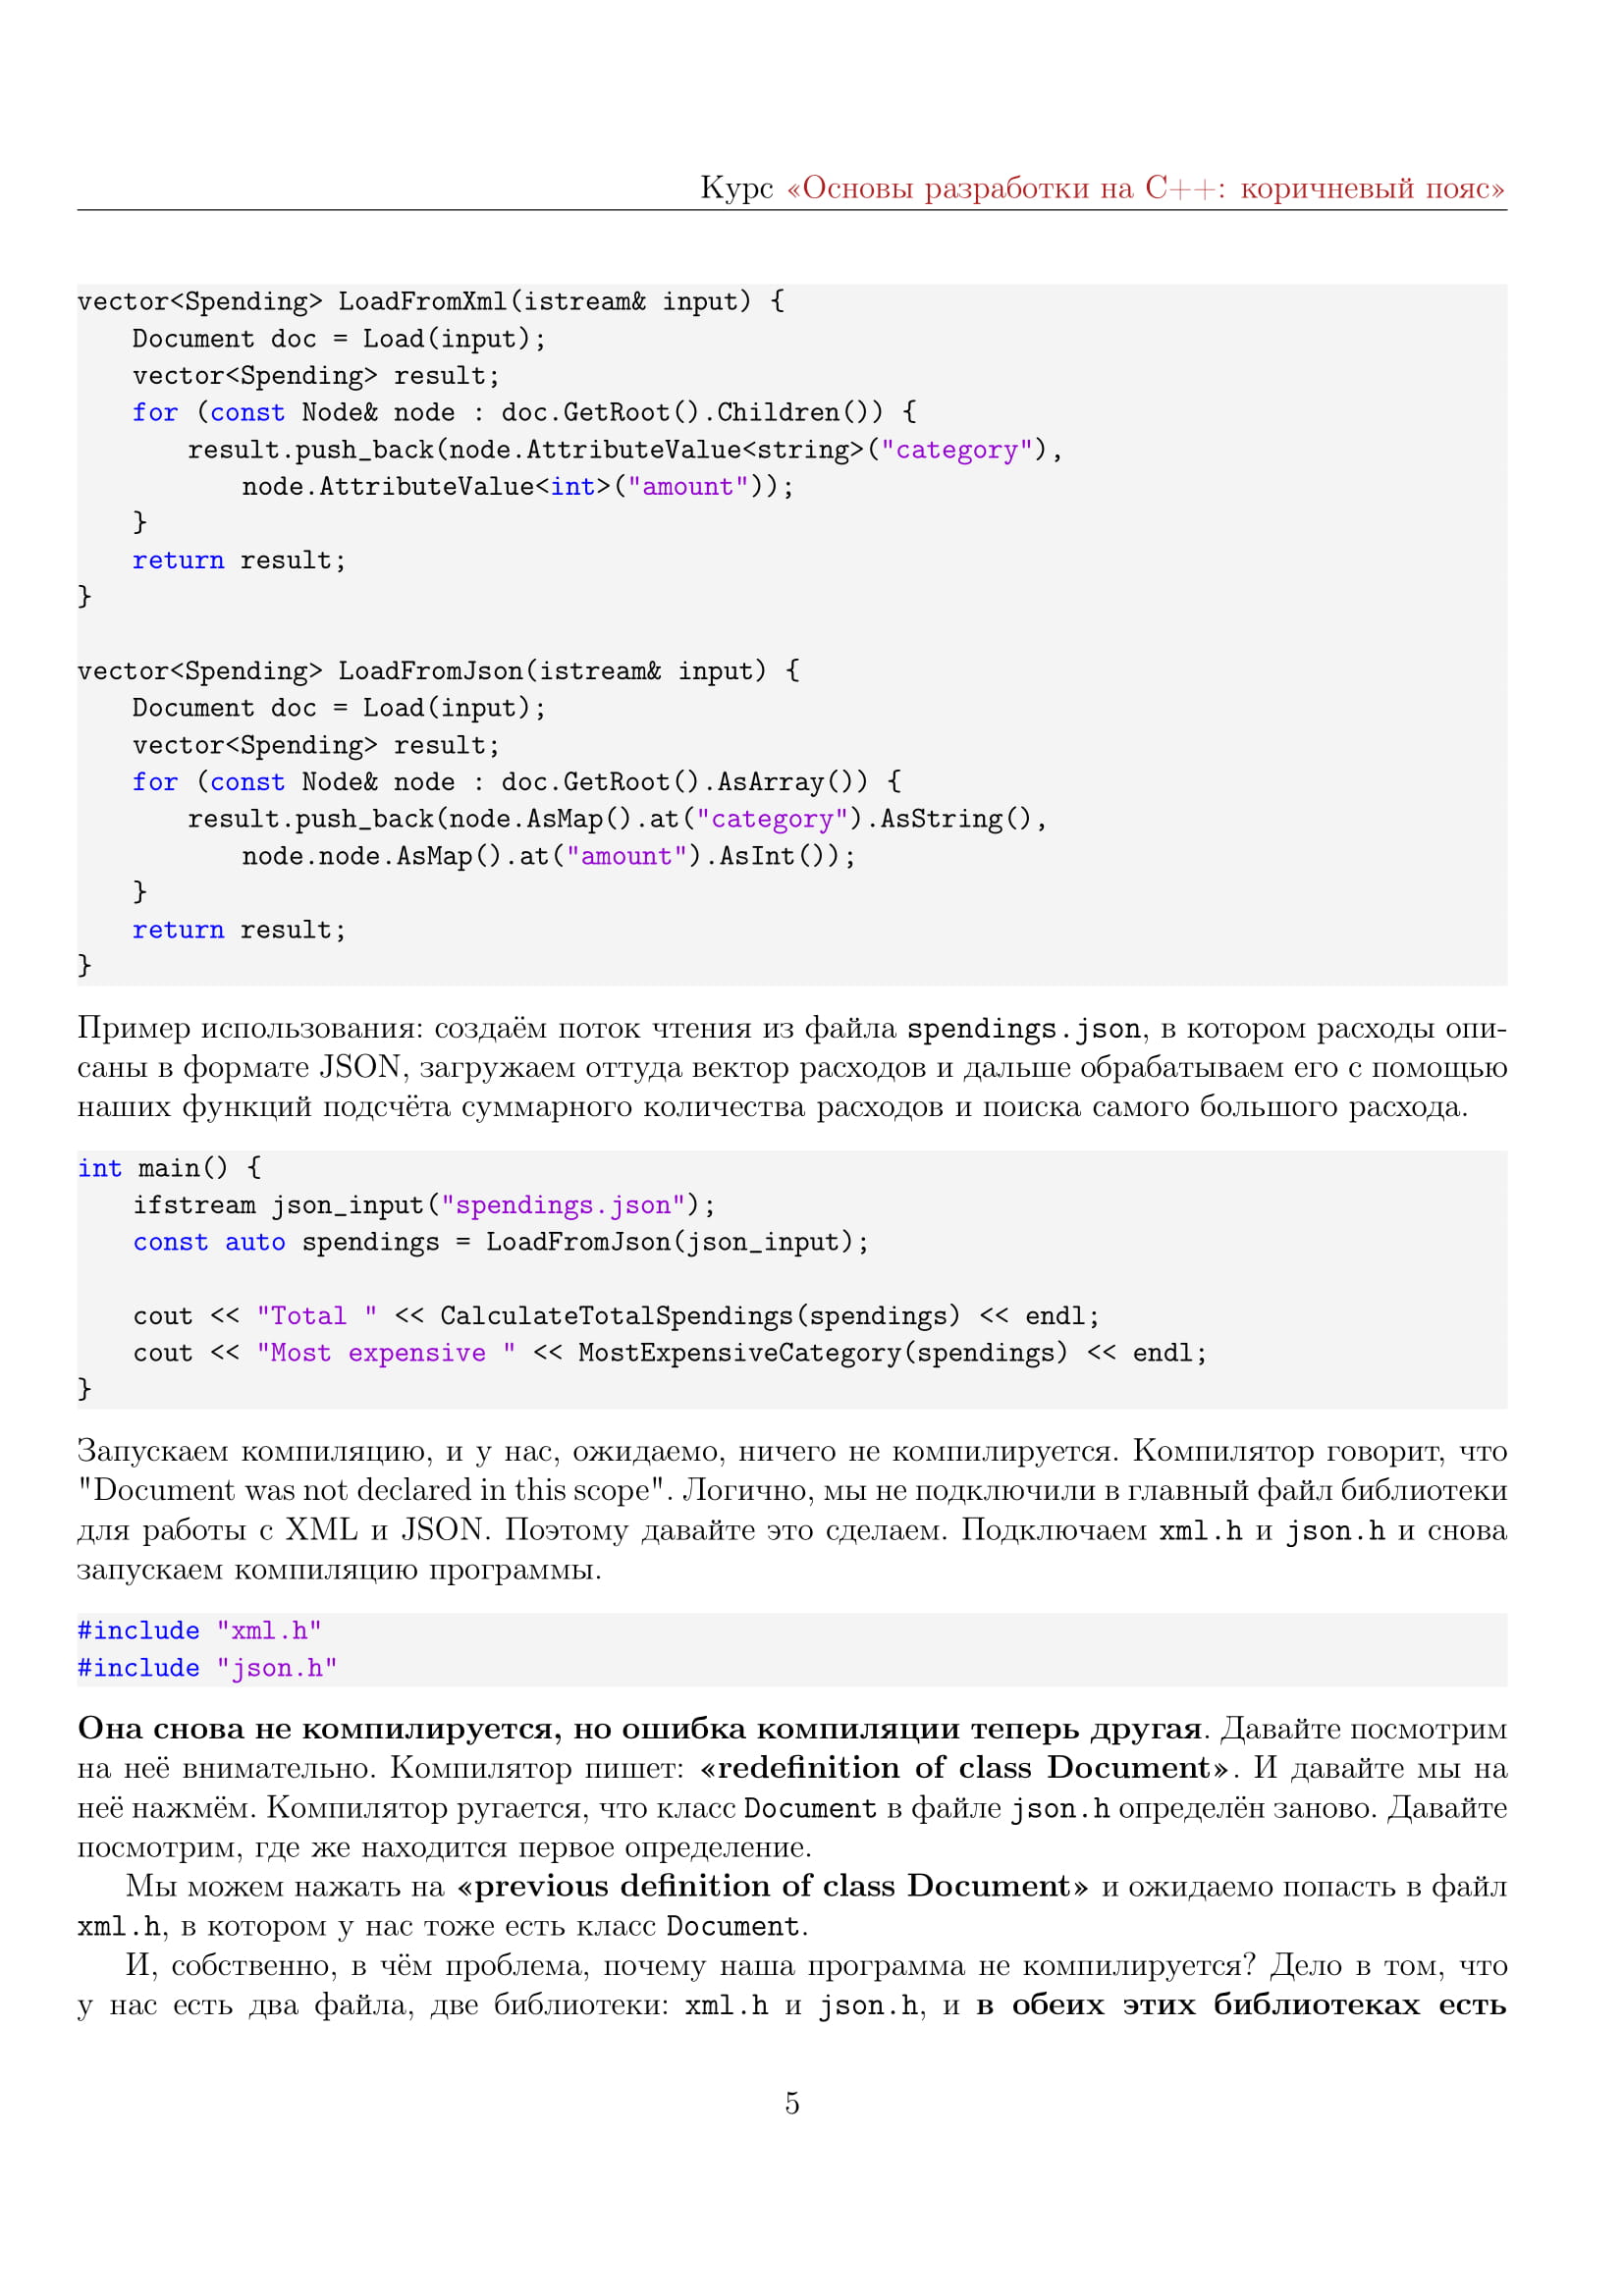 Курс «Основы разработки на C++: коричневый пояс»
vector<Spending> LoadFromXml(istream& input) {
    Document doc = Load(input);
    vector<Spending> result;
    for (const Node& node : doc.GetRoot().Children()) {
        result.push_back(node.AttributeValue<string>("category"),
            node.AttributeValue<int>("amount"));
    }
    return result;
}

vector<Spending> LoadFromJson(istream& input) {
    Document doc = Load(input);
    vector<Spending> result;
    for (const Node& node : doc.GetRoot().AsArray()) {
        result.push_back(node.AsMap().at("category").AsString(),
            node.node.AsMap().at("amount").AsInt());
    }
    return result;
}
Пример использования: создаём поток чтения из файла spendings.json, в котором расходы опи-
саны в формате JSON, загружаем оттуда вектор расходов и дальше обрабатываем его с помощью
наших функций подсчёта суммарного количества расходов и поиска самого большого расхода.
int main() {
    ifstream json_input("spendings.json");
    const auto spendings = LoadFromJson(json_input);

    cout << "Total " << CalculateTotalSpendings(spendings) << endl;
    cout << "Most expensive " << MostExpensiveCategory(spendings) << endl;
}
Запускаем компиляцию, и у нас, ожидаемо, ничего не компилируется. Компилятор говорит, что
"Document was not declared in this scope". Логично, мы не подключили в главный файл библиотеки
для работы с XML и JSON. Поэтому давайте это сделаем. Подключаем xml.h и json.h и снова
запускаем компиляцию программы.
#include "xml.h"
#include "json.h"
Она снова не компилируется, но ошибка компиляции теперь другая. Давайте посмотрим
на неё внимательно. Компилятор пишет: «redefinition of class Document». И давайте мы на
неё нажмём. Компилятор ругается, что класс Document в файле json.h определён заново. Давайте
посмотрим, где же находится первое определение.
Мы можем нажать на «previous definition of class Document» и ожидаемо попасть в файл
xml.h, в котором у нас тоже есть класс Document.
И, собственно, в чём проблема, почему наша программа не компилируется? Дело в том, что
у нас есть два файла, две библиотеки: xml.h и json.h, и в обеих этих библиотеках есть
5